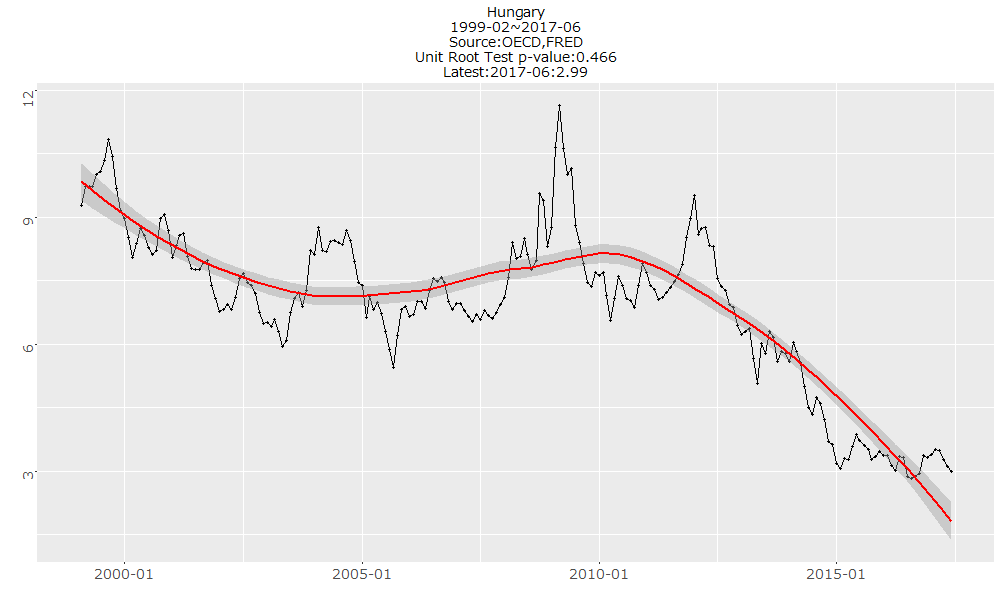 Hungary
1999-02~2017-06
Source:OECD,FRED
Unit Root Test p-value:0.466
Latest:2017-06:2.99
12
9
6
3
2000-01
2005-01
2010-01
2015-01